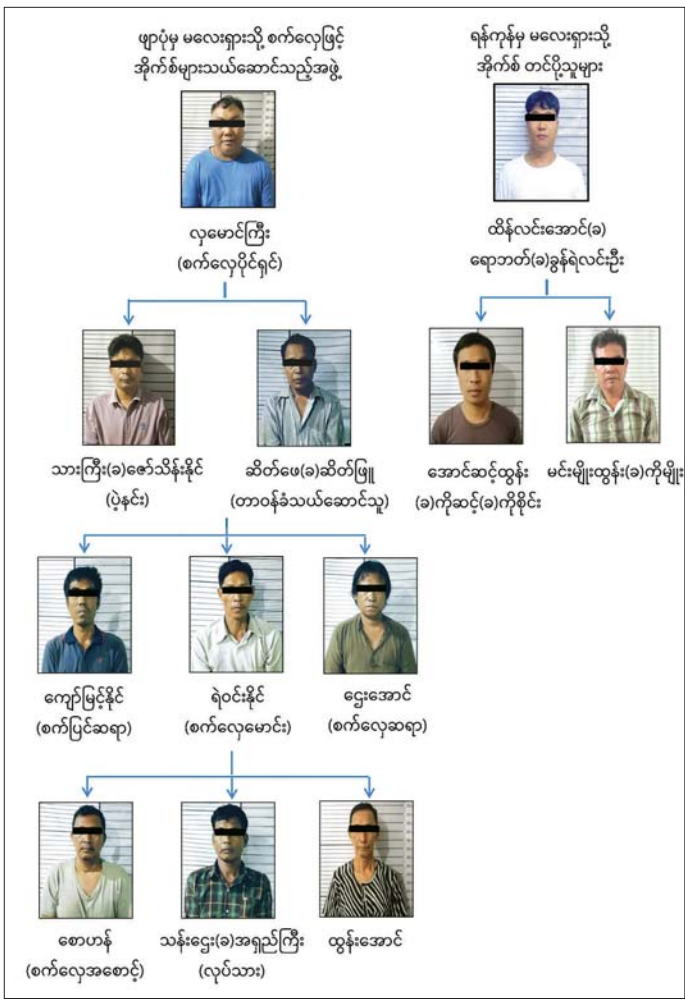 ဖျာပုံမှ မလေးရှားသို့ စက်လှေဖြင့်
အိုက်စ်များသယ်ဆောင်သည့်အဖွဲ့
လှမောင်ကြီး
(စက်လှေပိုင်ရှင်)
သားကြီး(ခ)ဇော်သိန်းနိုင်
(ပဲ့နင်း)
ဆိတ်ဖေ(ခ)ဆိတ်ဖြူ
(တာဝန်ခံသယ်ဆောင်သူ)
ကျော်မြင့်နိုင်
(စက်ပြင်ဆရာ)
ရဲဝင်းနိုင်
(စက်လှေမောင်း)
ဌေးအောင်
(စက်လှေဆရာ)
စောဟန်
(စက်လှေအစောင့်)
သန်းဌေး(ခ)အရှည်ကြီး
(လုပ်သား)
ထွန်းအောင်
ရန်ကုန်မှ မလေးရှားသို့
အိုက်စ် တင်ပို့သူများ
ထိန်လင်းအောင်(ခ)
ရောဘတ်(ခ)ခွန်ရဲလင်းဦး
အောင်ဆင့်ထွန်း
(ခ)ကိုဆင့်(ခ)ကိုစိုင်း
မင်းမျိုးထွန်း(ခ)ကိုမျိုး